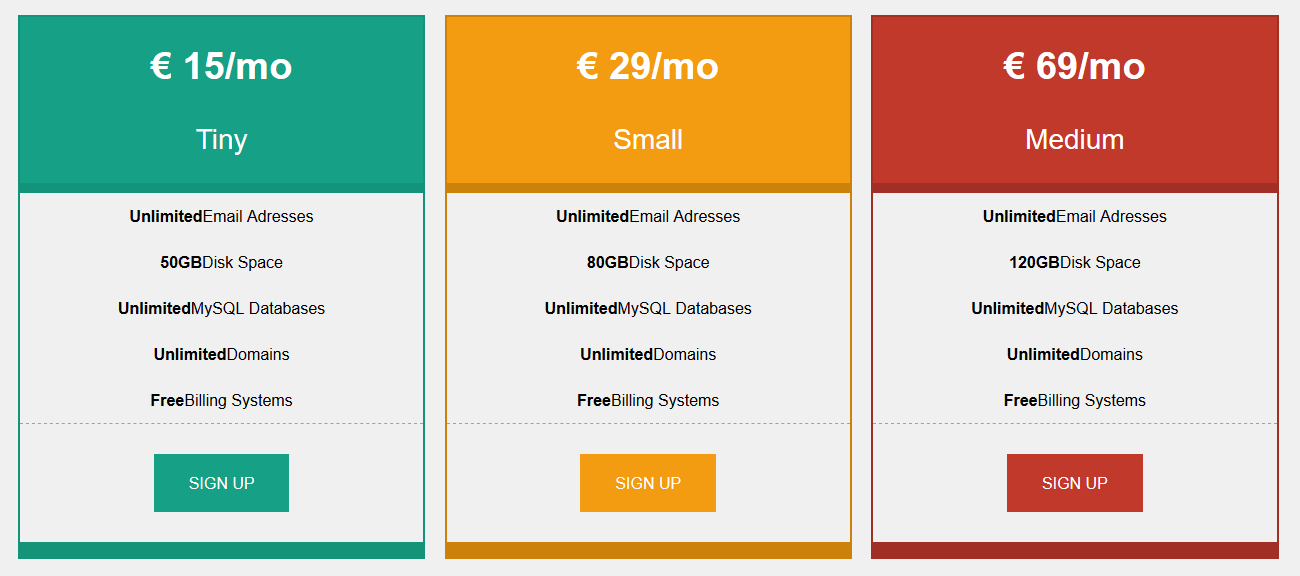 € 15/mo
Tiny
UnlimitedEmail Adresses
50GBDisk Space
UnlimitedMySQL Databases
UnlimitedDomains
FreeBilling Systems
SIGN UP
€ 29/mo
Small
UnlimitedEmail Adresses
80GBDisk Space
UnlimitedMySQL Databases
UnlimitedDomains
FreeBilling Systems
SIGN UP
€ 69/mo
Medium
UnlimitedEmail Adresses
120GBDisk Space
UnlimitedMySQL Databases
UnlimitedDomains
FreeBilling Systems
SIGN UP